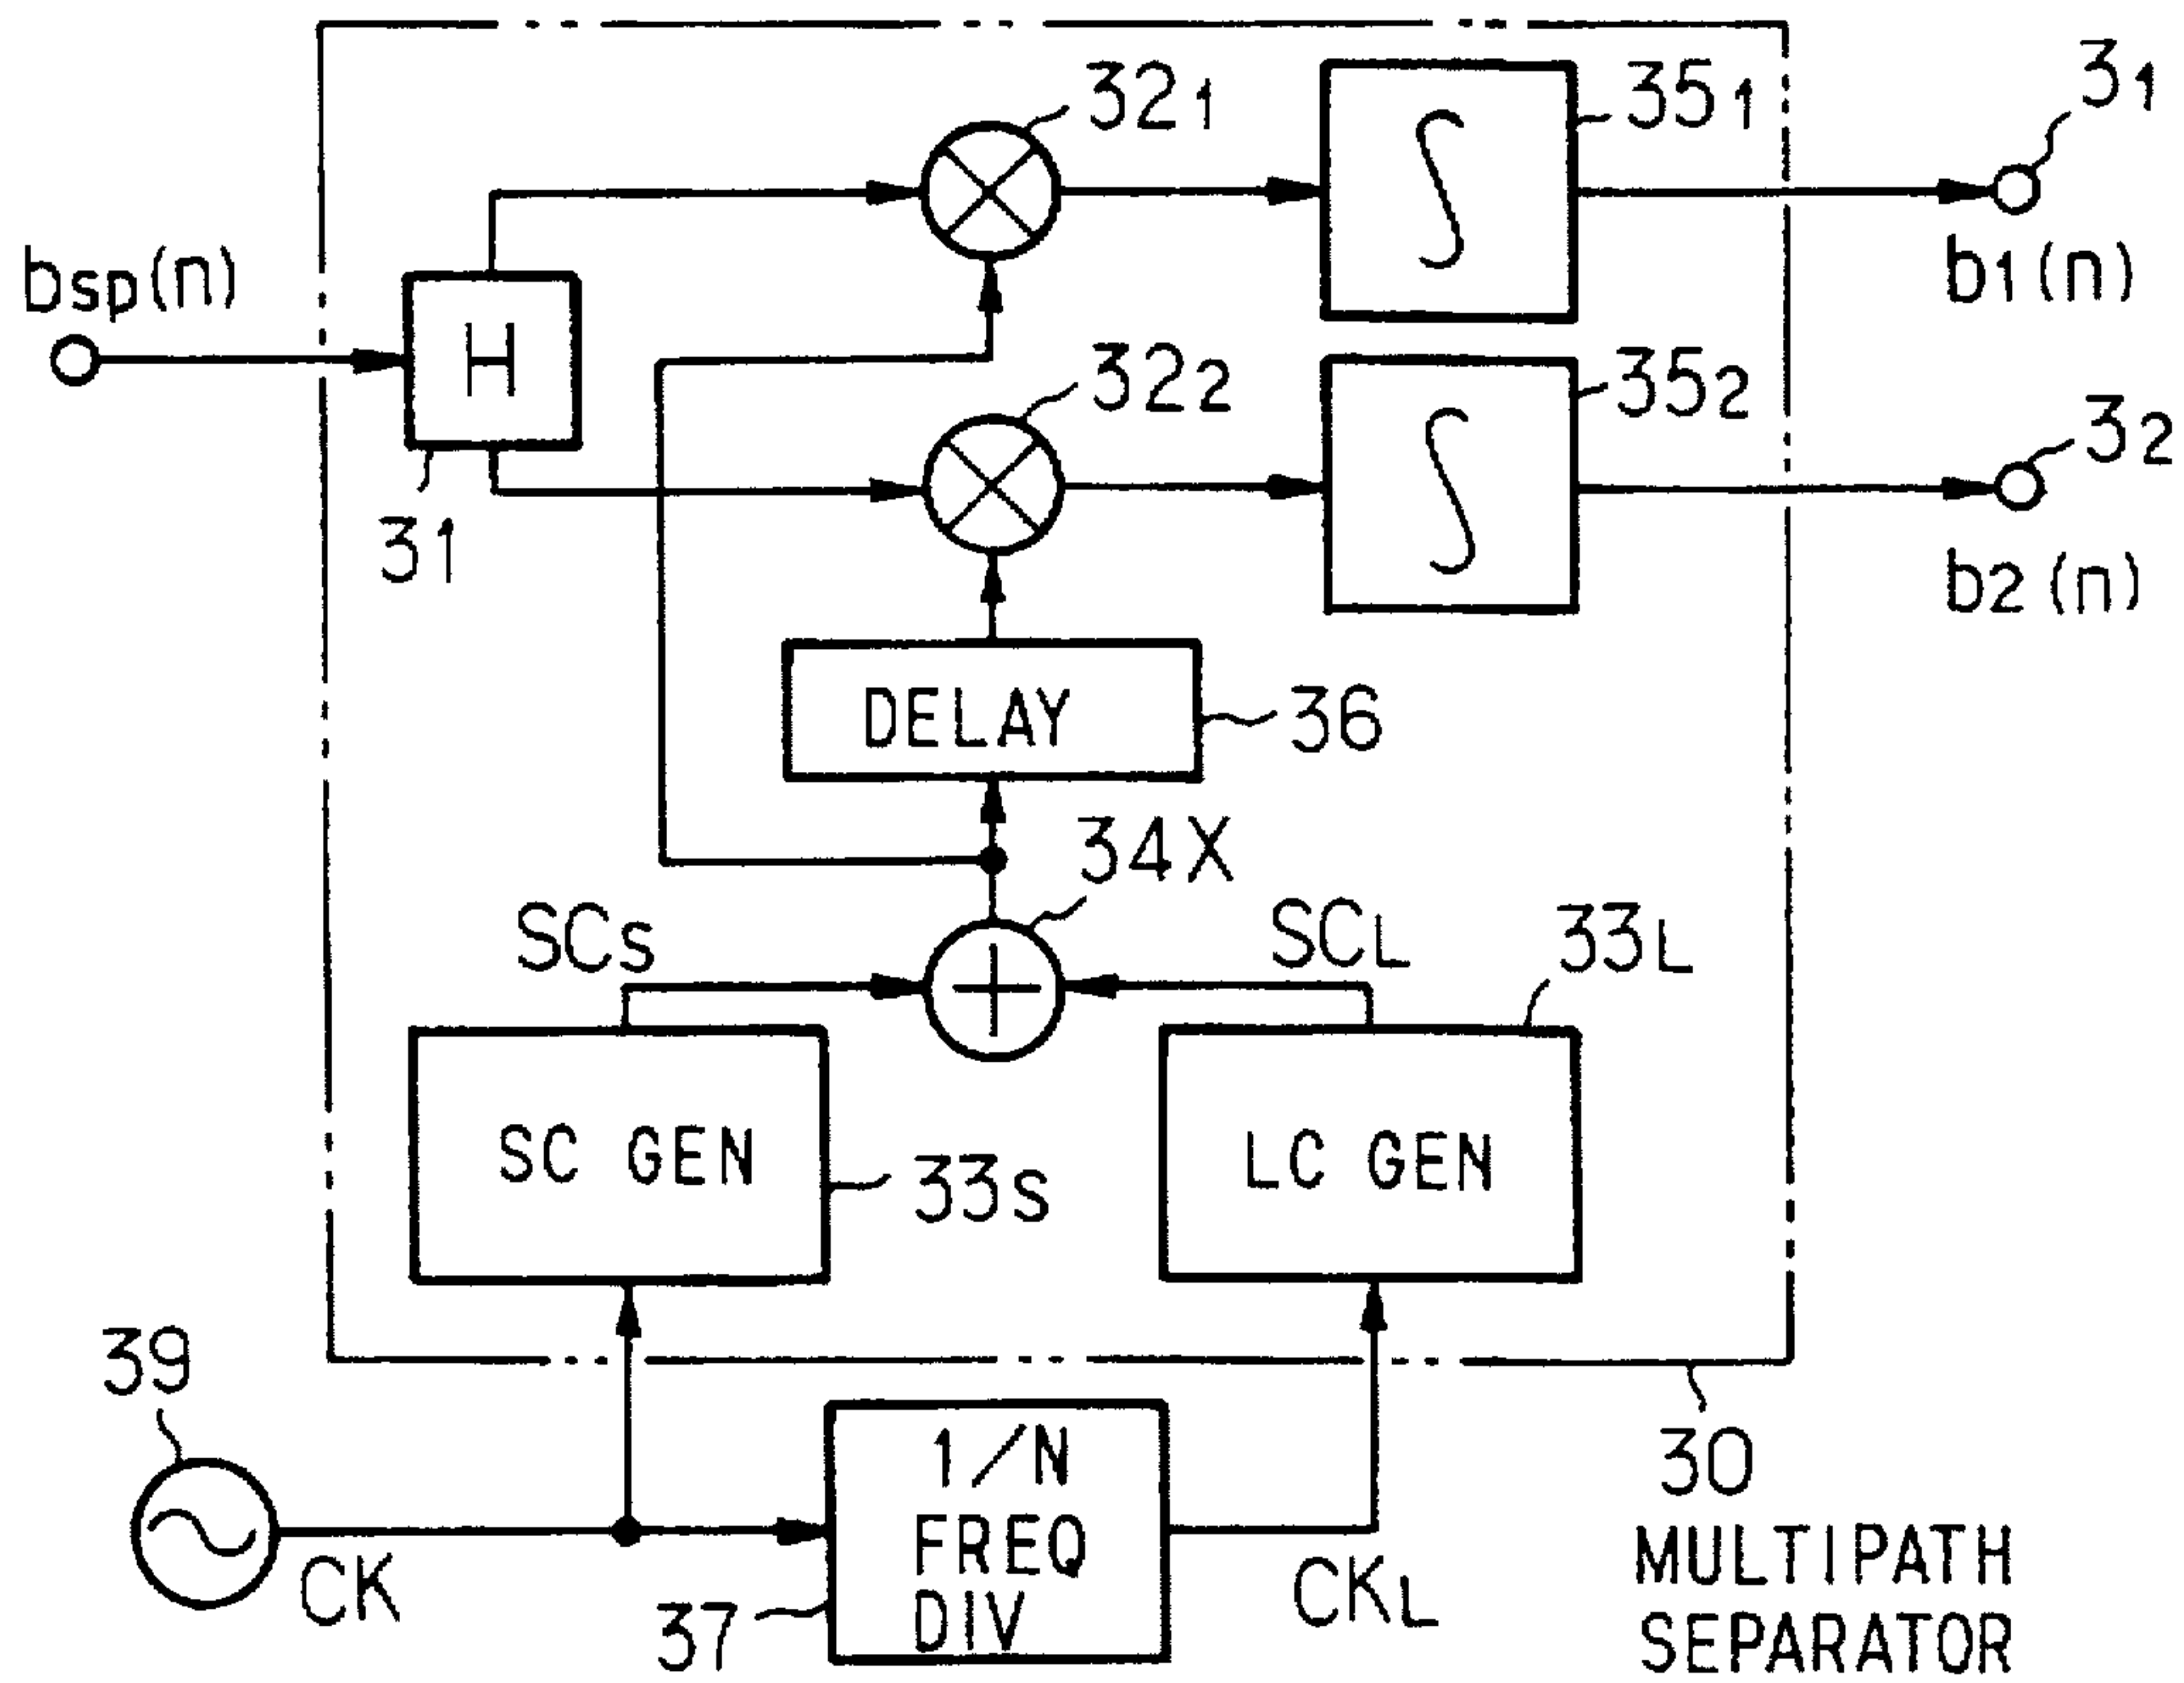 32₁
35₁
3₁
bsp(n)
H
∫
b1(n)
32₂
35₂
3₂
31
∫
b2(n)
DELAY
36
34X
SCS
SCL
33L
SC GEN
33S
LC GEN
39
30
1/N
FREQ
DIV
CK
37
CKL
MULTIPATH
SEPARATOR